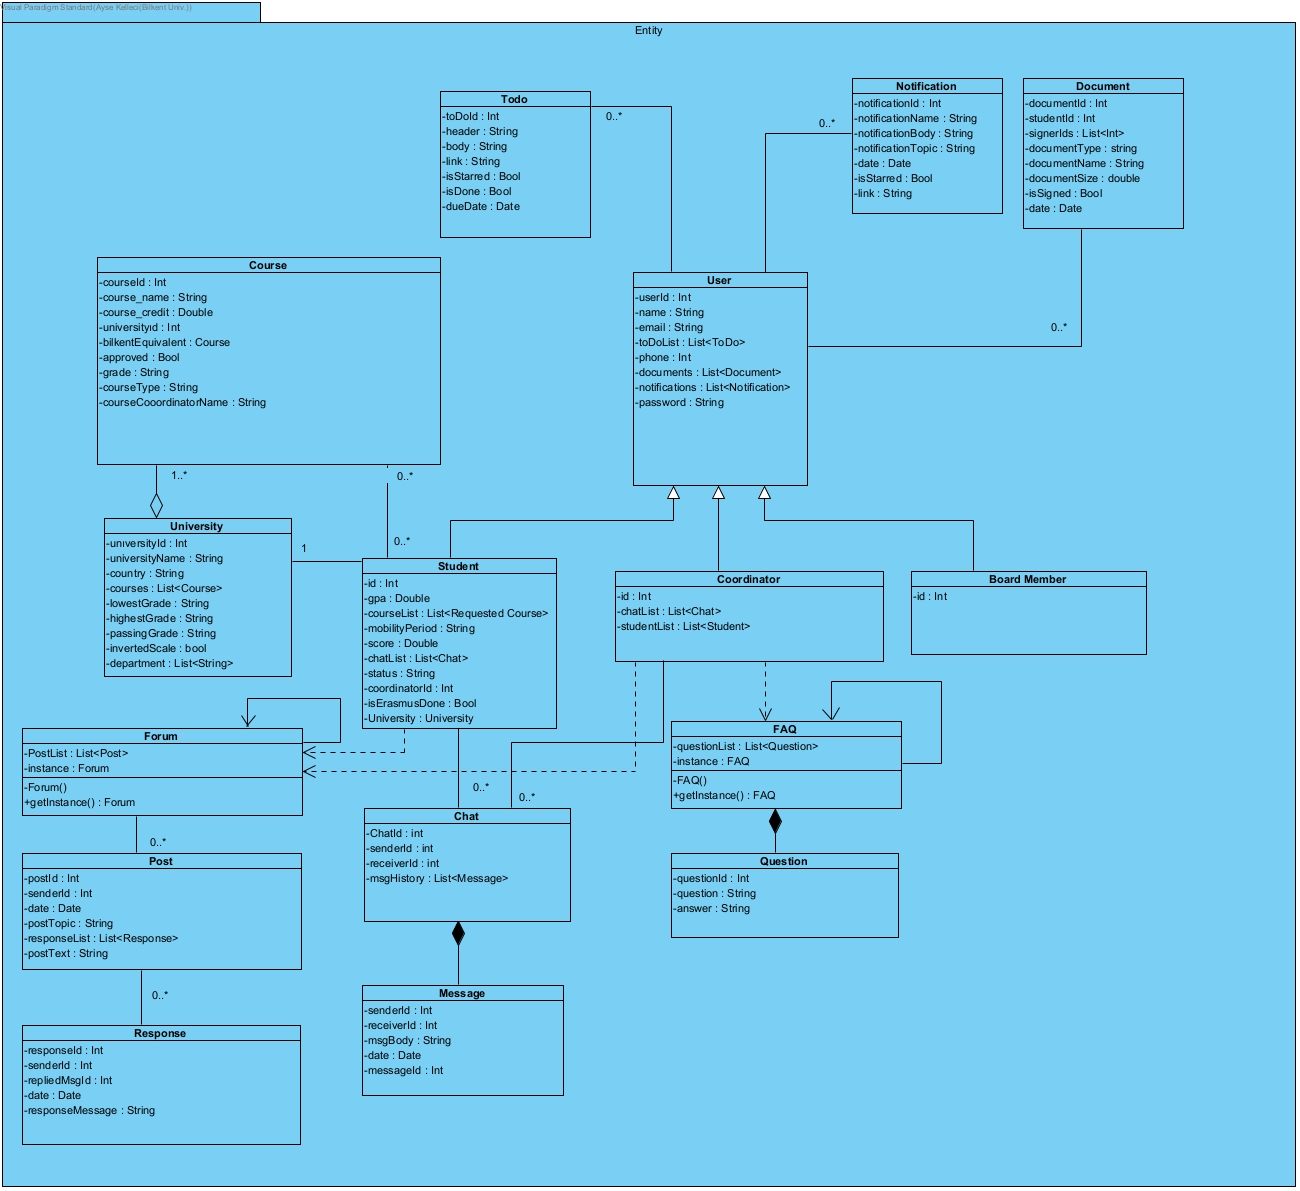 Visual Paradigm Standard(Ayse Kelleci(Bilkent Univ.))
Entity
Todo
-toDoId : Int
-header : String
-body : String
-link : String
-isStarred : Bool
-isDone : Bool
-dueDate : Date
0..*
Notification
-notificationId : Int
-notificationName : String
-notificationBody : String
-notificationTopic : String
-date : Date
-isStarred : Bool
-link : String
0..*
Document
-documentId : Int
-studentId : Int
-signerIds : List<Int>
-documentType : string
-documentName : String
-documentSize : double
-isSigned : Bool
-date : Date
0..*
Course
-courseId : Int
-course_name : String
-course_credit : Double
-universityıd : Int
-bilkentEquivalent : Course
-approved : Bool
-grade : String
-courseType : String
-courseCooordinatorName : String
1..*
0..*
User
-userId : Int
-name : String
-email : String
-toDoList : List<ToDo>
-phone : Int
-documents : List<Document>
-notifications : List<Notification>
-password : String
University
-unıversityId : Int
-universityName : String
-country : String
-courses : List<Course>
-lowestGrade : String
-highestGrade : String
-passingGrade : String
-invertedScale : bool
-department : List<String>
1
0..*
Student
-id : Int
-gpa : Double
-courseList : List<Requested Course>
-mobilityPeriod : String
-score : Double
-chatList : List<Chat>
-status : String
-coordinatorId : Int
-isErasmusDone : Bool
-University : University
Coordinator
-id : Int
-chatList : List<Chat>
-studentList : List<Student>
Board Member
-id : Int
Forum
-PostList : List<Post>
-instance : Forum
-Forum()
+getInstance() : Forum
0..*
FAQ
-questionList : List<Question>
-instance : FAQ
-FAQ()
+getInstance() : FAQ
0..*
0..*
Chat
-ChatId : int
-senderId : int
-receiverId : int
-msgHistory : List<Message>
Post
-postId : Int
-senderId : Int
-date : Date
-postTopic : String
-responseList : List<Response>
-postText : String
0..*
Question
-questionId : Int
-question : String
-answer : String
Message
-senderId : Int
-receiverId : Int
-msgBody : String
-date : Date
-messageId : Int
Response
-responseId : Int
-senderId : Int
-repliedMsgId : Int
-date : Date
-responseMessage : String